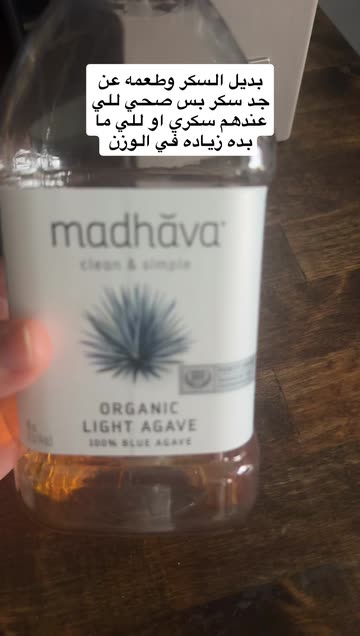 بديل السكر وطعمه عن
جد سكر بس صحي للي
عندهم سكري او للي ما
بده زياده في الوزن
madhăva
clean & simple
ORGANIC
LIGHT AGAVE
100% BLUE AGAVE